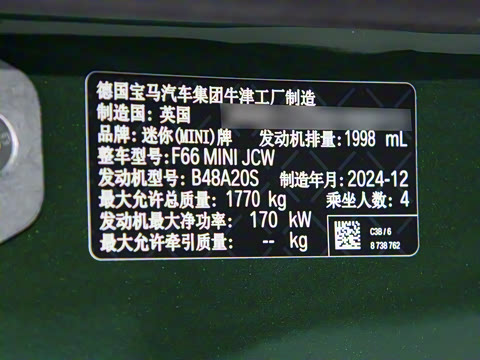 德国宝马汽车集团牛津工厂制造
制造国: 英国
品牌: 迷你(MINI)牌 发动机排量: 1998 mL
整车型号: F66 MINI JCW
发动机型号: B48A20S 制造年月: 2024-12
最大允许总质量: 1770 kg 乘坐人数: 4
发动机最大净功率: 170 kW
最大允许牵引质量: -- kg
C3B / 6
8 738 762